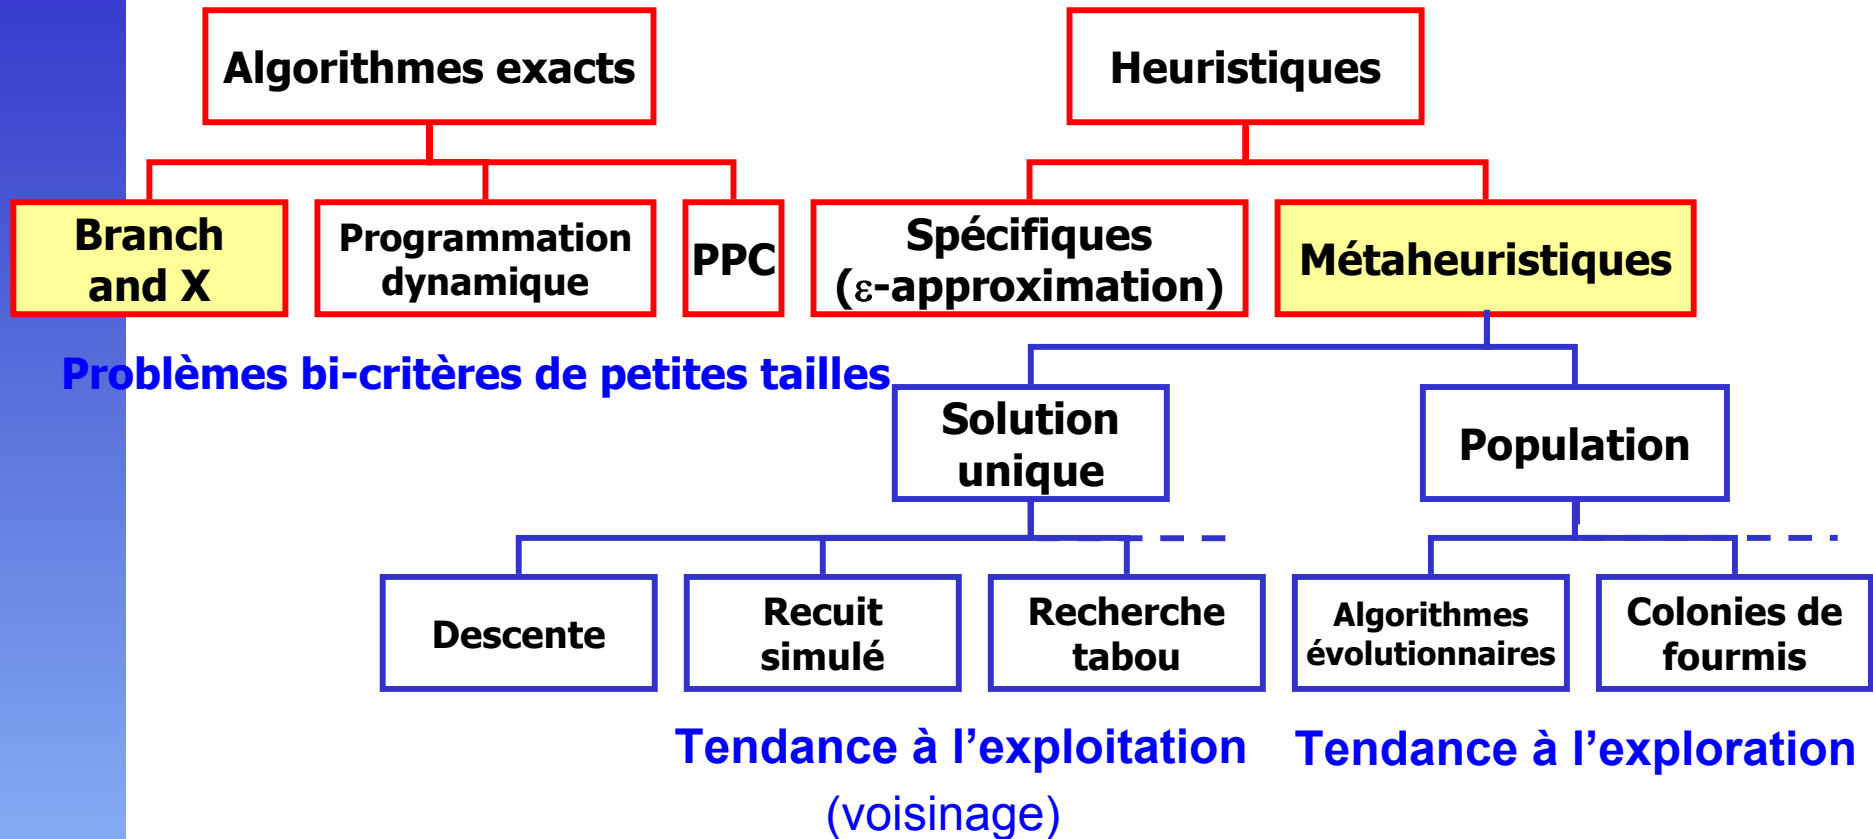 Algorithmes exacts
Heuristiques
Branch
and X
Programmation
dynamique
PPC
Spécifiques
(ε-approximation)
Métaheuristiques
Problèmes bi-critères de petites tailles
Solution
unique
Population
Descente
Recuit
simulé
Recherche
tabou
Algorithmes
évolutionnaires
Colonies de
fourmis
Tendance à l’exploitation
(voisinage)
Tendance à l’exploration